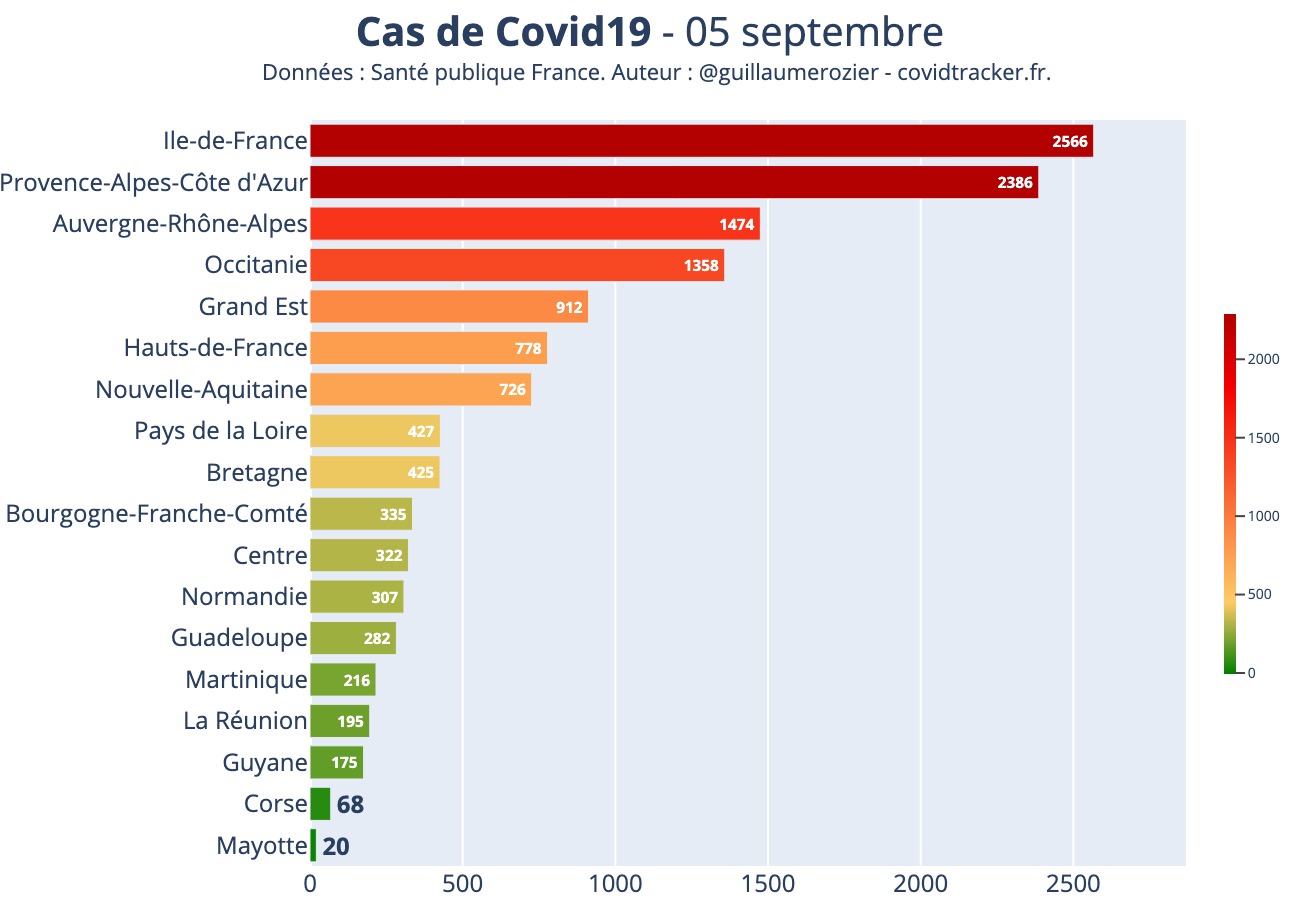 Cas de Covid19 - 05 septembre
Données : Santé publique France. Auteur : @guillaumerozier - covidtracker.fr.
Ile-de-France 2566
Provence-Alpes-Côte d'Azur 2386
Auvergne-Rhône-Alpes 1474
Occitanie 1358
Grand Est 912
Hauts-de-France 778
Nouvelle-Aquitaine 726
Pays de la Loire 427
Bretagne 425
Bourgogne-Franche-Comté 335
Centre 322
Normandie 307
Guadeloupe 282
Martinique 216
La Réunion 195
Guyane 175
Corse 68
Mayotte 20
0 500 1000 1500 2000 2500
2000
1500
1000
500
0